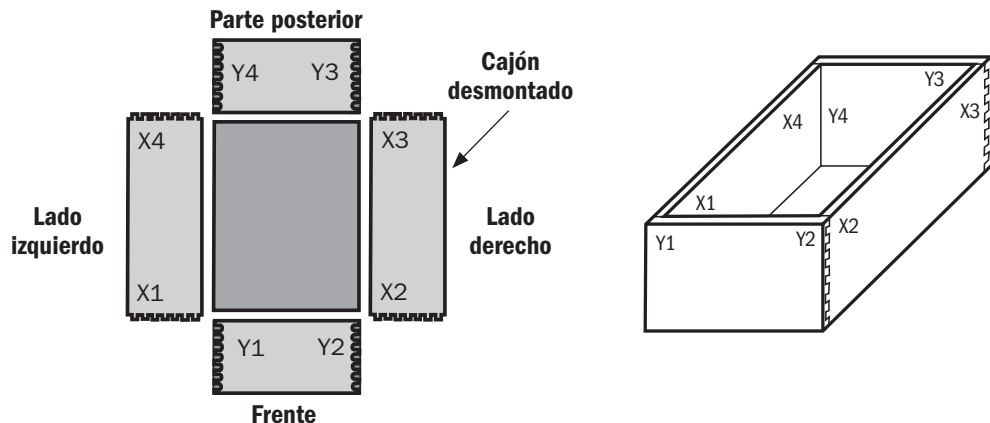 Parte posterior
Y4 Y3
Cajón
desmontado
X4
X3
Lado
izquierdo
Lado
derecho
X1
X2
Y1 Y2
Frente
Y3
X3
X4
Y4
X1
X2
Y1
Y2